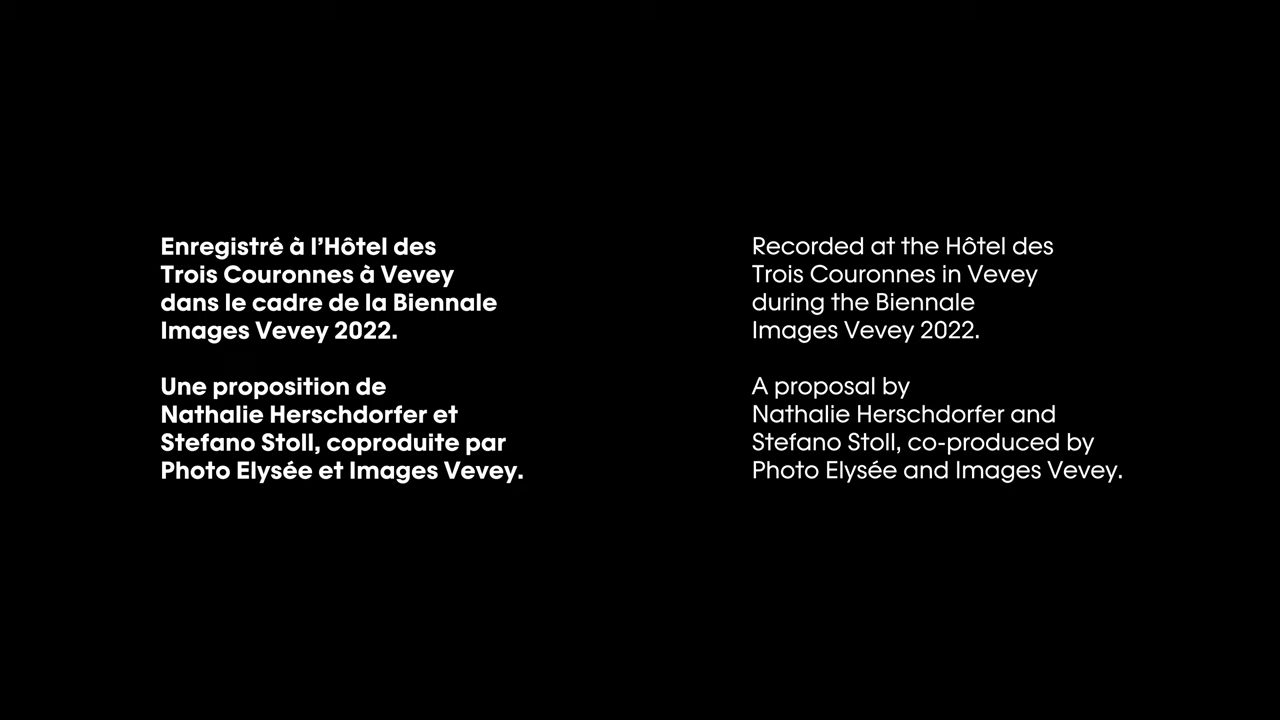 Enregistré à l’Hôtel des
Trois Couronnes à Vevey
dans le cadre de la Biennale
Images Vevey 2022.
Une proposition de
Nathalie Herschdorfer et
Stefano Stoll, coproduite par
Photo Elysée et Images Vevey.
Recorded at the Hôtel des
Trois Couronnes in Vevey
during the Biennale
Images Vevey 2022.
A proposal by
Nathalie Herschdorfer and
Stefano Stoll, co-produced by
Photo Elysée and Images Vevey.